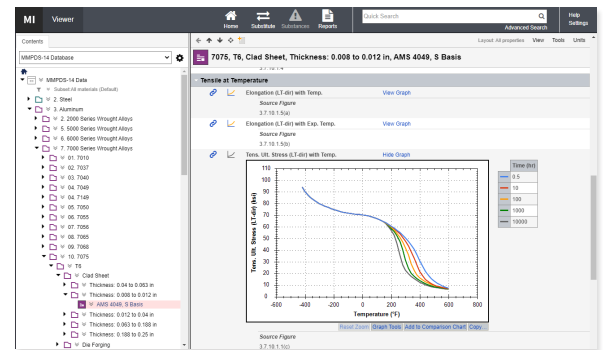 MI Viewer
Home Substitute Substances Reports
Quick Search
Advanced Search
Help
Settings
Contents
MMPDS-14 Database
MMPDS-14 Date
Subset All materials (Default)
2. Steel
3. Aluminum
2. 2000 Series Wrought Alloys
5. 5000 Series Wrought Alloys
6. 6000 Series Wrought Alloys
7. 7000 Series Wrought Alloys
01. 7010
02. 7037
03. 7040
04. 7049
04. 7149
05. 7050
06. 7055
07. 7056
08. 7085
09. 7068
10. 7075
T6
Clad Sheet
Thickness: 0.04 to 0.063 in
Thickness: 0.008 to 0.012 in
AMS 4049, S Basis
Thickness: 0.012 to 0.04 in
Thickness: 0.063 to 0.188 in
Thickness: 0.188 to 0.25 in
Die Forging
Layout: All properties View Tools Units
7075, T6, Clad Sheet, Thickness: 0.008 to 0.012 in, AMS 4049, S Basis
3.7.10.1.4
Tensile at Temperature
Elongation (LT-dir) with Temp. View Graph
Source Figure
3.7.10.1.5(a)
Elongation (LT-dir) with Exp. Temp. View Graph
Source Figure
3.7.10.1.5(b)
Tens. Ult. Stress (LT-dir) with Temp. Hide Graph
Tens. Ult. Stress (LT-dir) (ksi)
110
100
90
80
70
60
50
40
30
20
10
0
-600 -400 -200 0 200 400 600 800
Temperature (°F)
Time (hr)
0.5
10
100
1000
10000
Reset Zoom Graph Tools Add to Comparison Chart Copy...
Source Figure
3.7.10.1.1(c)